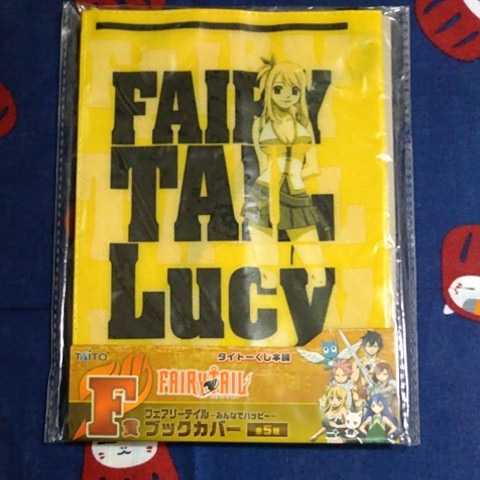 FAIRY
TAIL
LUCY
TAITO
タイトーくじ本舗
F賞
FAIRY TAIL
フェアリーテイル -みんなでハッピー-
ブックカバー
全5種